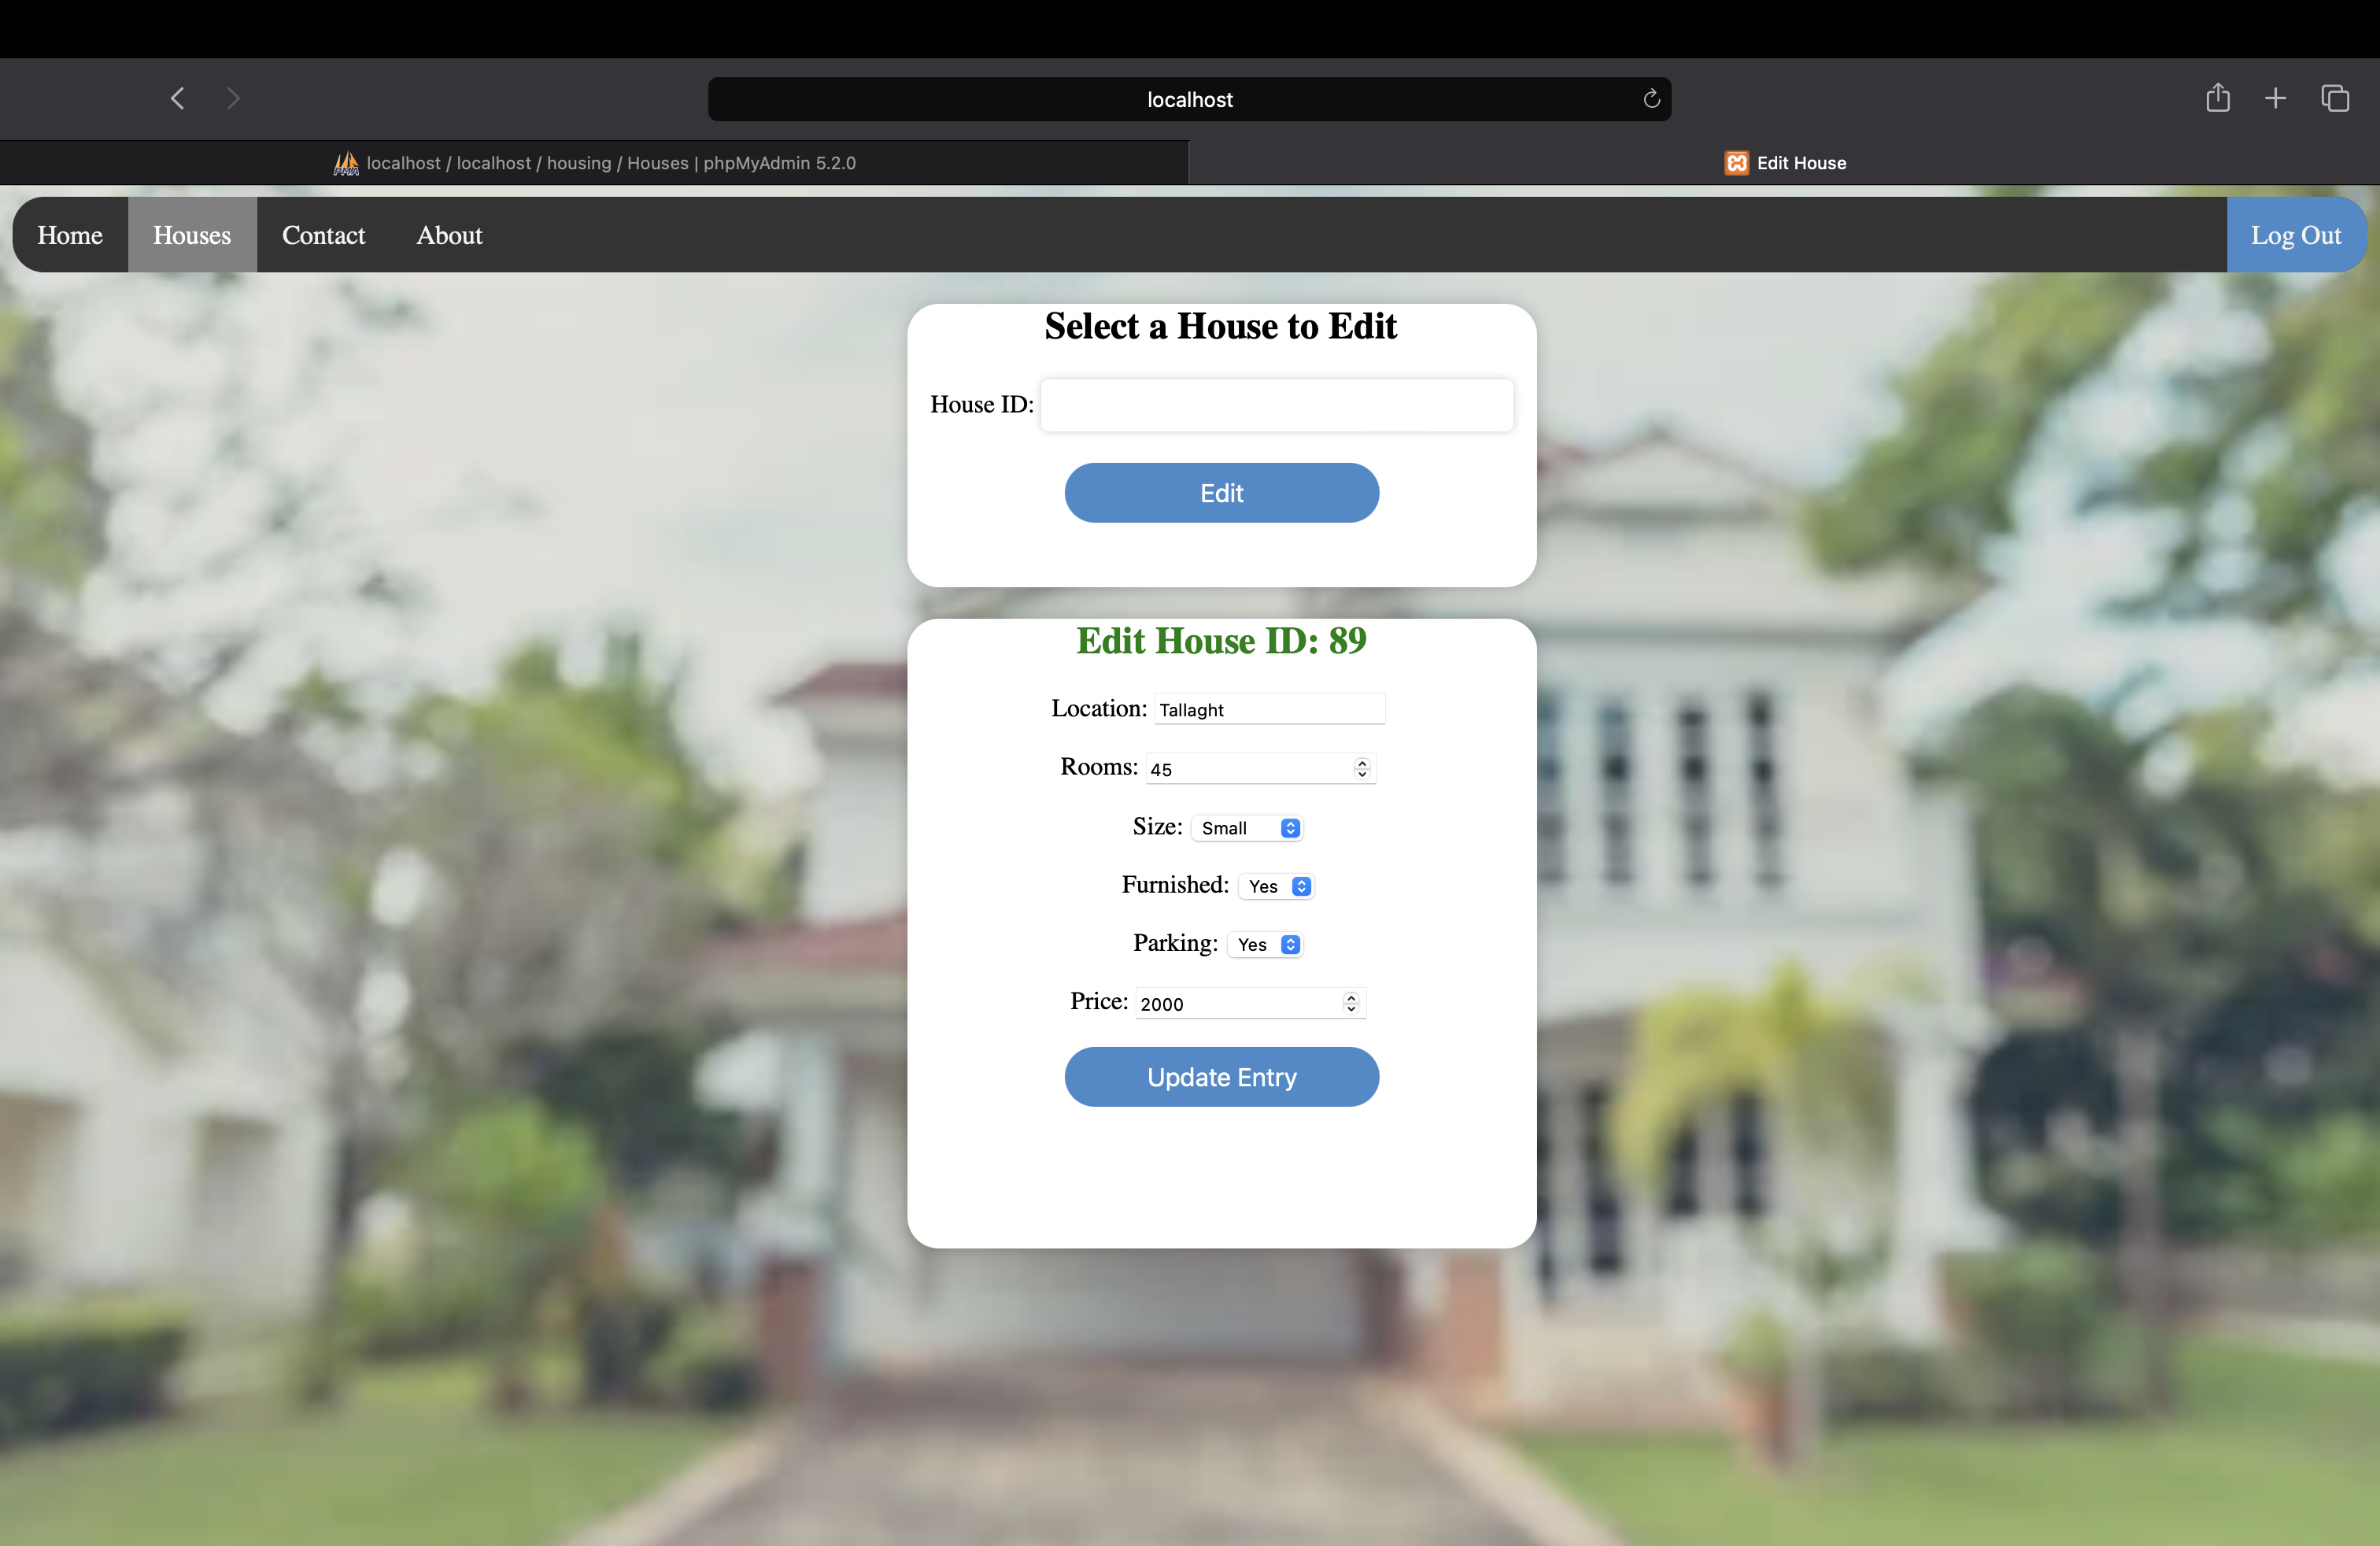 localhost
localhost / localhost / housing / Houses | phpMyAdmin 5.2.0
Edit House
Home
Houses
Contact
About
Log Out
Select a House to Edit
House ID:
Edit
Edit House ID: 89
Location: Tallaght
Rooms: 45
Size: Small
Furnished: Yes
Parking: Yes
Price: 2000
Update Entry